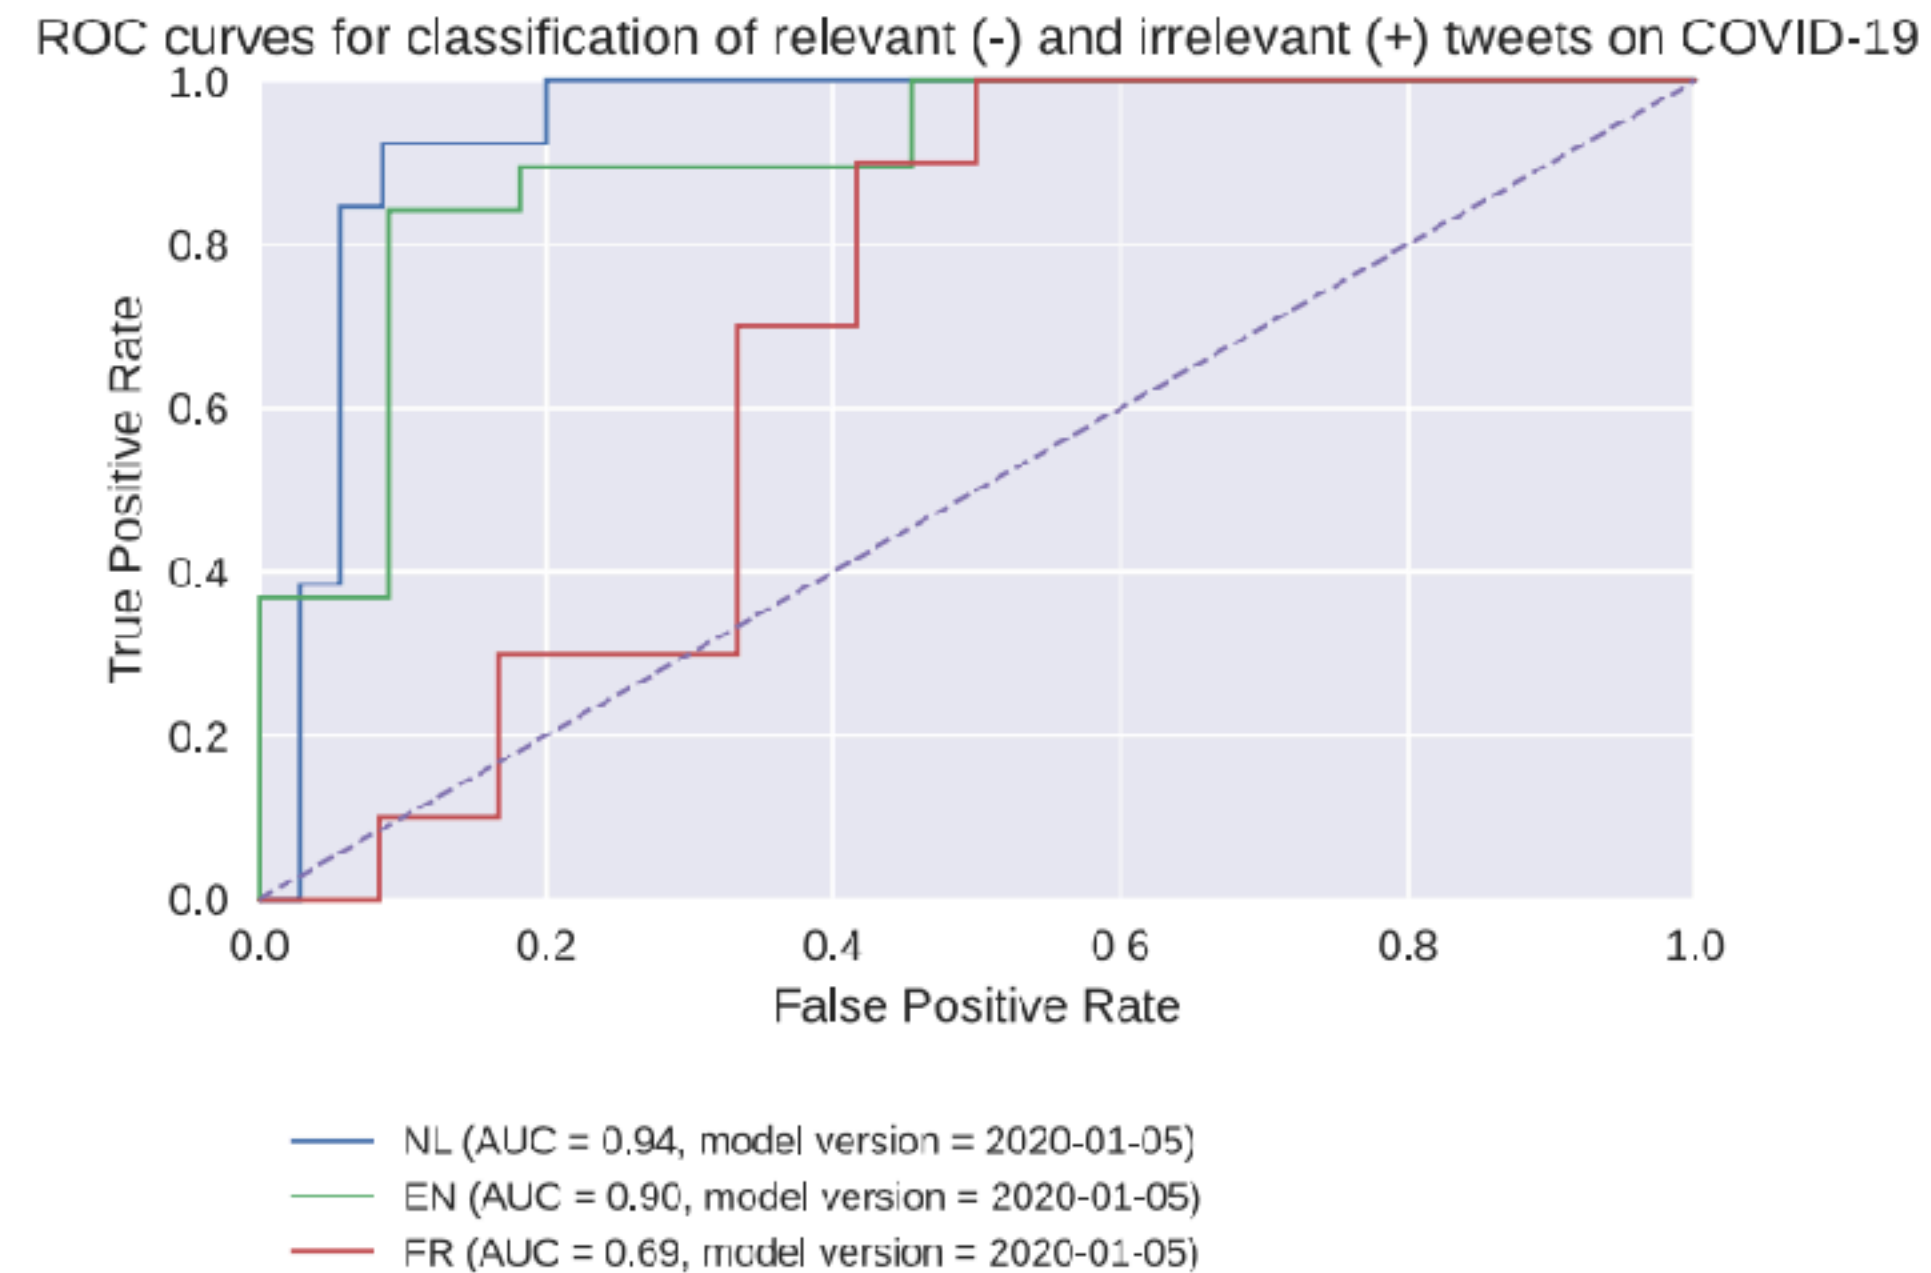 ROC curves for classification of relevant (-) and irrelevant (+) tweets on COVID-19
1.0
0.8
0.6
0.4
0.2
0.0
True Positive Rate
0.0 0.2 0.4 0 6 0.8 1.0
False Positive Rate
NL (AUC = 0.94, model version = 2020-01-05)
EN (AUC = 0.90, model version = 2020-01-05)
FR (AUC = 0.69, model version = 2020-01-05)